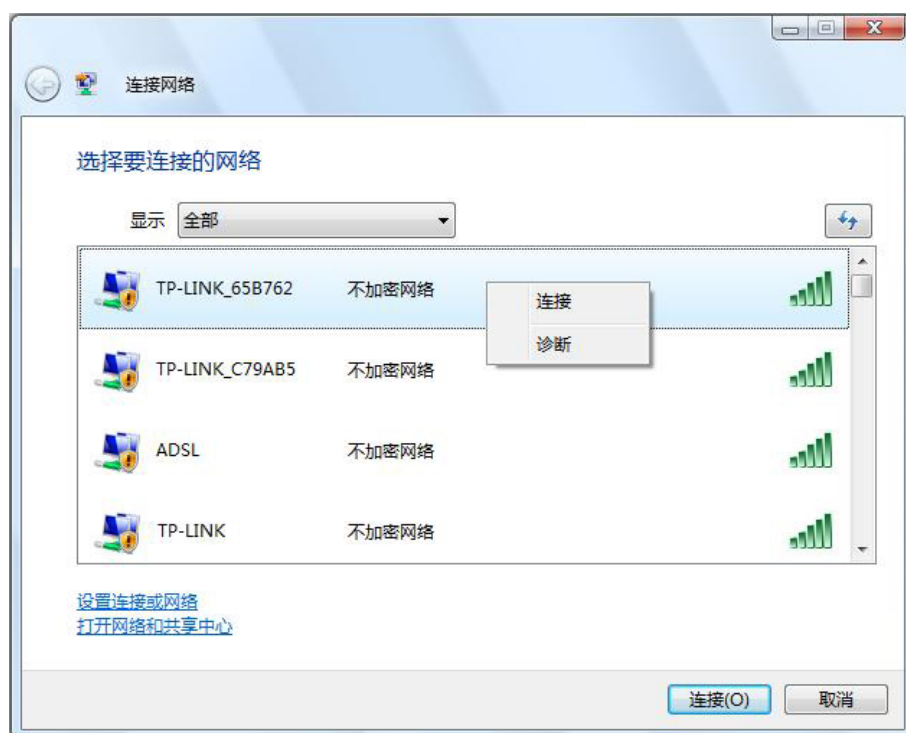 连接网络
选择要连接的网络
显示 全部
TP-LINK_65B762 不加密网络
连接
诊断
TP-LINK_C79AB5 不加密网络
ADSL 不加密网络
TP-LINK 不加密网络
设置连接或网络
打开网络和共享中心
连接(O) 取消